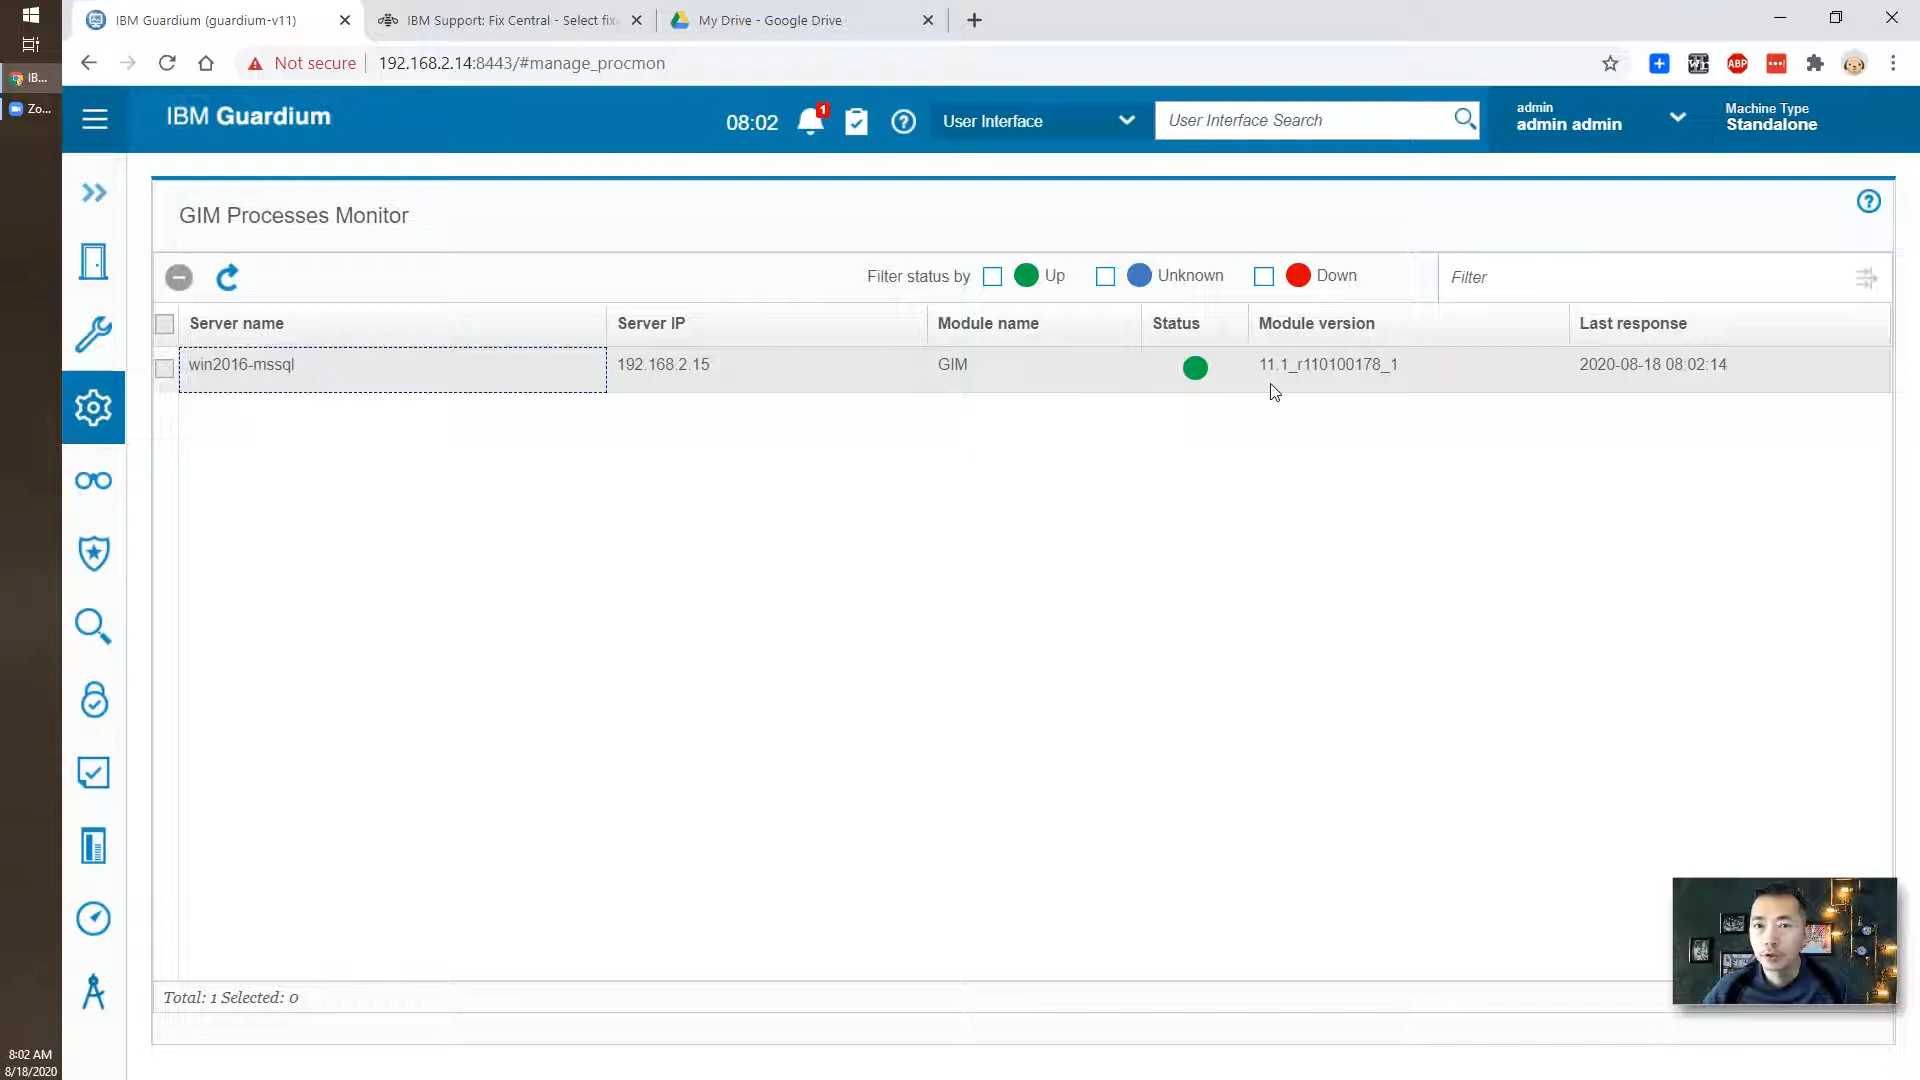 IBM Guardium (guardium-v11)
IBM Support: Fix Central - Select fix
My Drive - Google Drive
IB...
Zo...
Not secure
192.168.2.14:8443/#manage_procmon
ABP
IBM Guardium
08:02
1
User Interface
User Interface Search
admin
admin admin
Machine Type
Standalone
GIM Processes Monitor
Filter status by
Up
Unknown
Down
Filter
Server name
Server IP
Module name
Status
Module version
Last response
win2016-mssql
192.168.2.15
GIM
11.1_r110100178_1
2020-08-18 08:02:14
Total: 1 Selected: 0
8:02 AM
8/18/2020